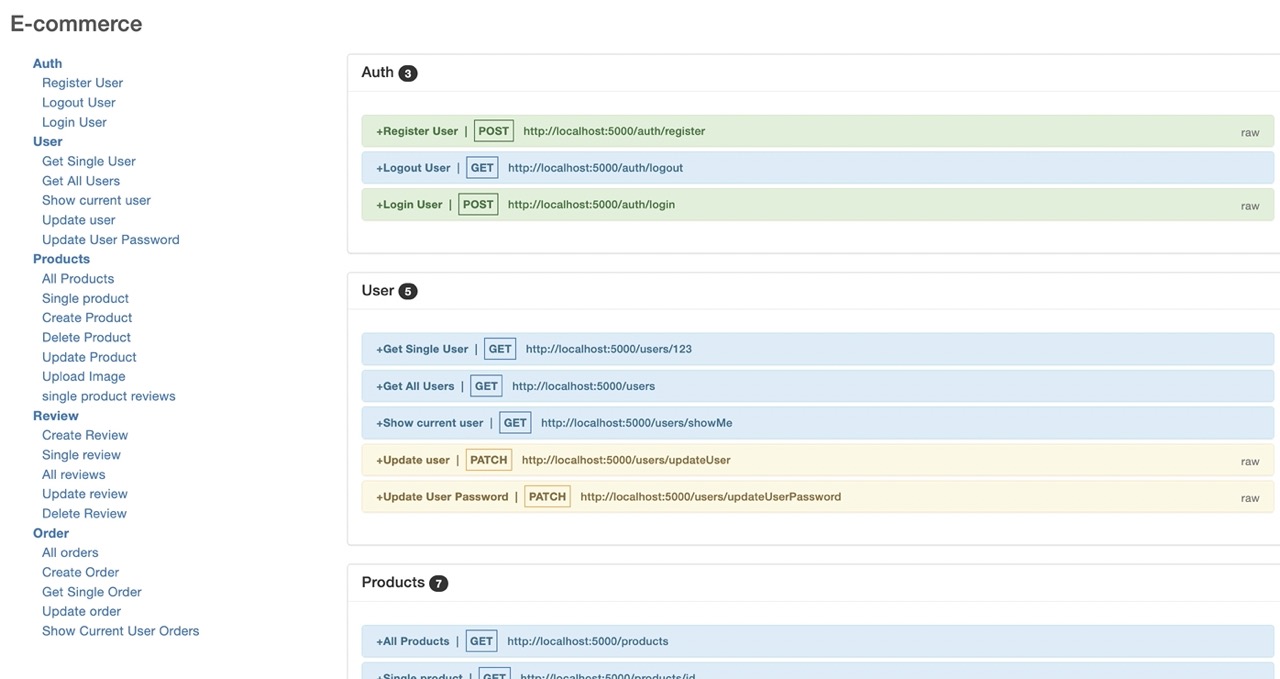 E-commerce
Auth
Register User
Logout User
Login User
User
Get Single User
Get All Users
Show current user
Update user
Update User Password
Products
All Products
Single product
Create Product
Delete Product
Update Product
Upload Image
single product reviews
Review
Create Review
Single review
All reviews
Update review
Delete Review
Order
All orders
Create Order
Get Single Order
Update order
Show Current User Orders
Auth 3
+Register User | POST http://localhost:5000/auth/register raw
+Logout User | GET http://localhost:5000/auth/logout
+Login User | POST http://localhost:5000/auth/login raw
User 5
+Get Single User | GET http://localhost:5000/users/123
+Get All Users | GET http://localhost:5000/users
+Show current user | GET http://localhost:5000/users/showMe
+Update user | PATCH http://localhost:5000/users/updateUser raw
+Update User Password | PATCH http://localhost:5000/users/updateUserPassword raw
Products 7
+All Products | GET http://localhost:5000/products
+Single product | GET http://localhost:5000/products/id